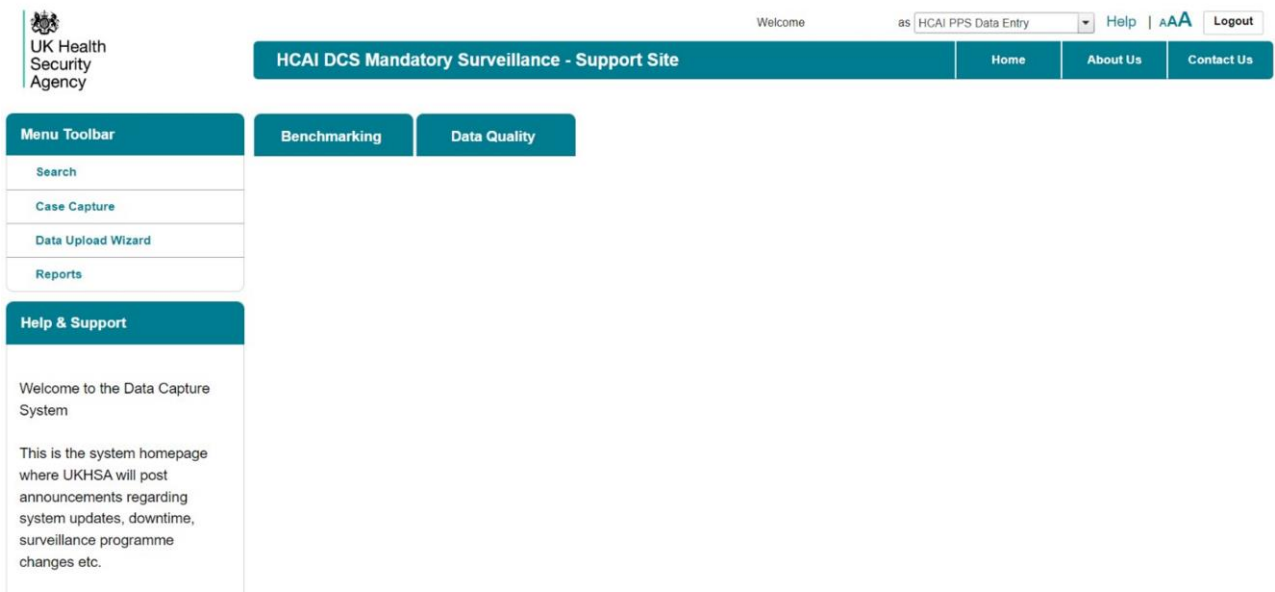 UK Health
Security
Agency
Welcome as HCAI PPS Data Entry Help | AAA Logout
HCAI DCS Mandatory Surveillance - Support Site Home About Us Contact Us
Menu Toolbar
Search
Case Capture
Data Upload Wizard
Reports
Benchmarking Data Quality
Help & Support
Welcome to the Data Capture
System
This is the system homepage
where UKHSA will post
announcements regarding
system updates, downtime,
surveillance programme
changes etc.